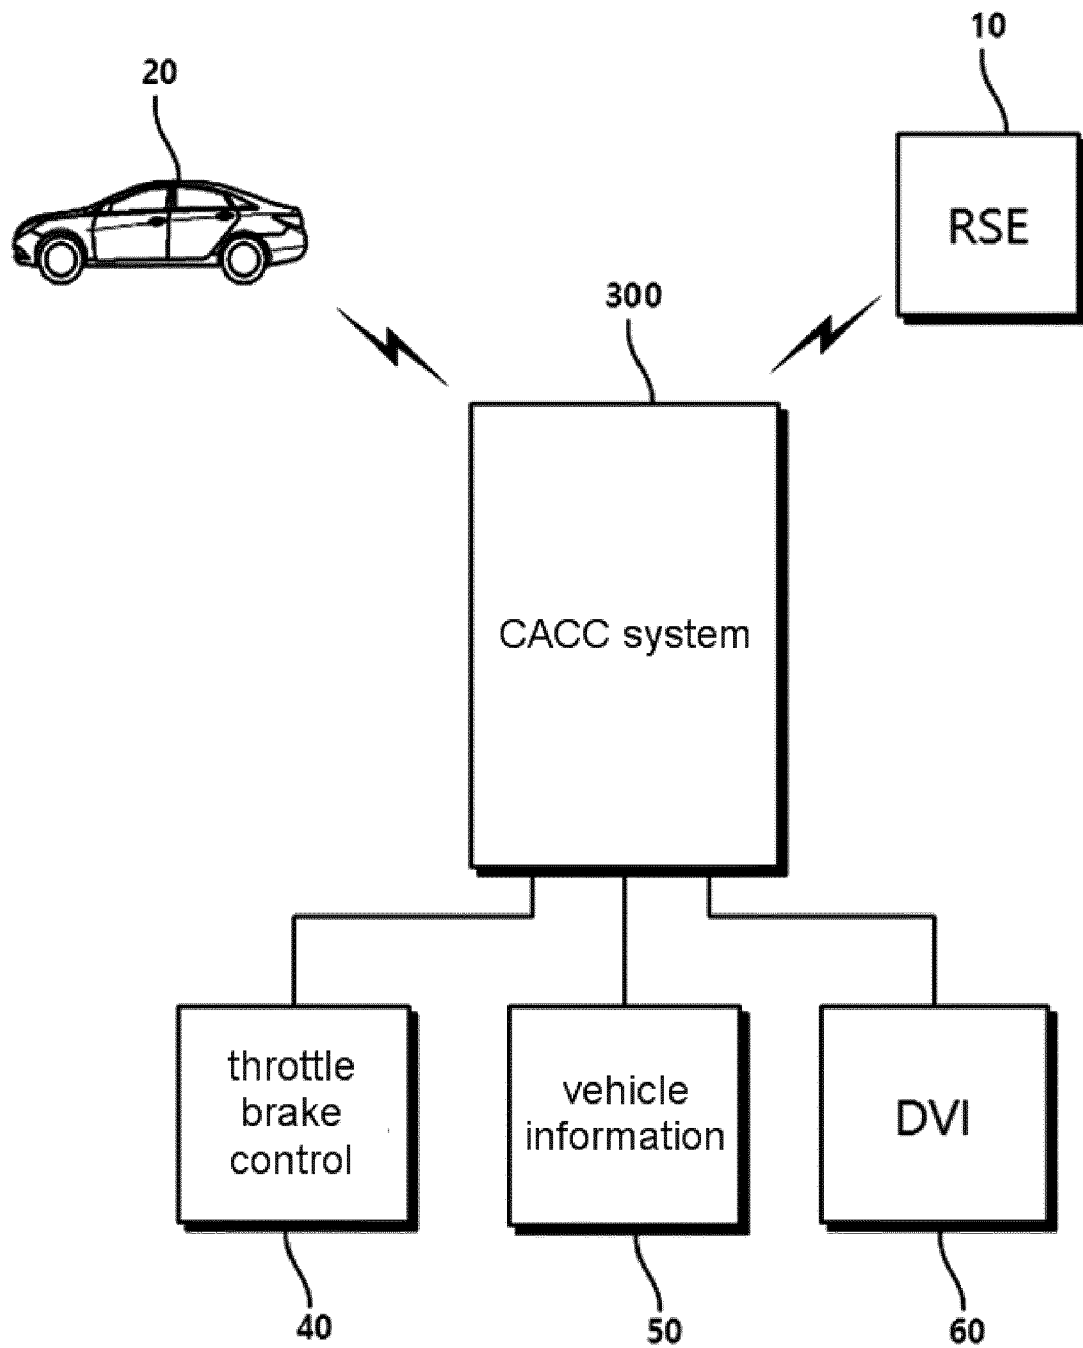 10
20
RSE
300
CACC system
throttle
brake
control
vehicle
information
DVI
40
50
60